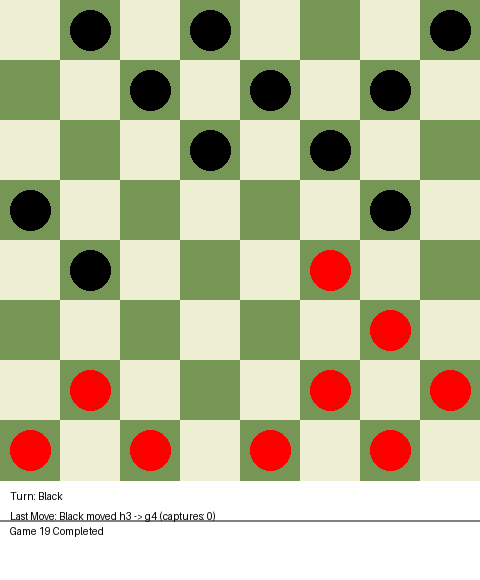 Turn: Black
Last Move: Black moved h3 -> g4 (captures: 0)
Game 19 Completed